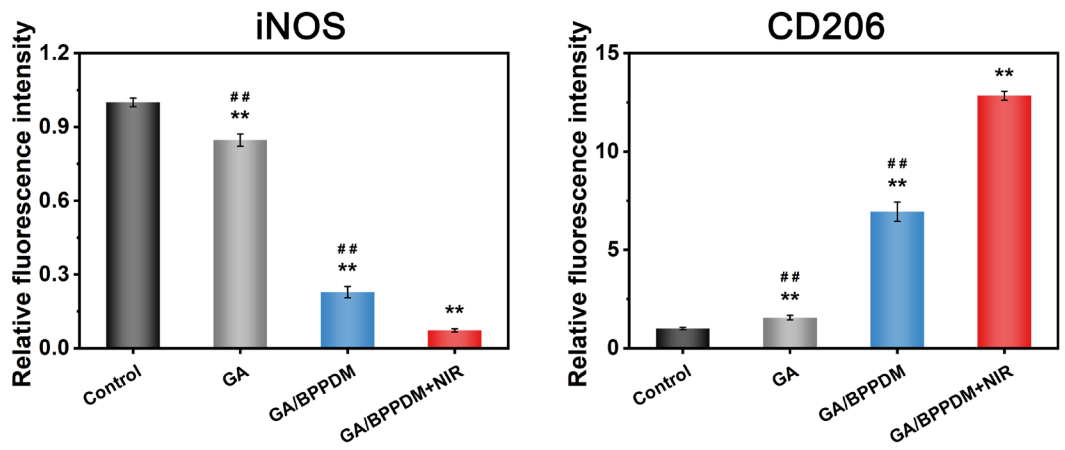 iNOS
Relative fluorescence intensity
1.2
0.9
0.6
0.3
0.0
##
**
##
**
**
Control
GA
GA/BPPDM
GA/BPPDM+NIR
CD206
Relative fluorescence intensity
15
10
5
0
##
**
##
**
**
Control
GA
GA/BPPDM
GA/BPPDM+NIR